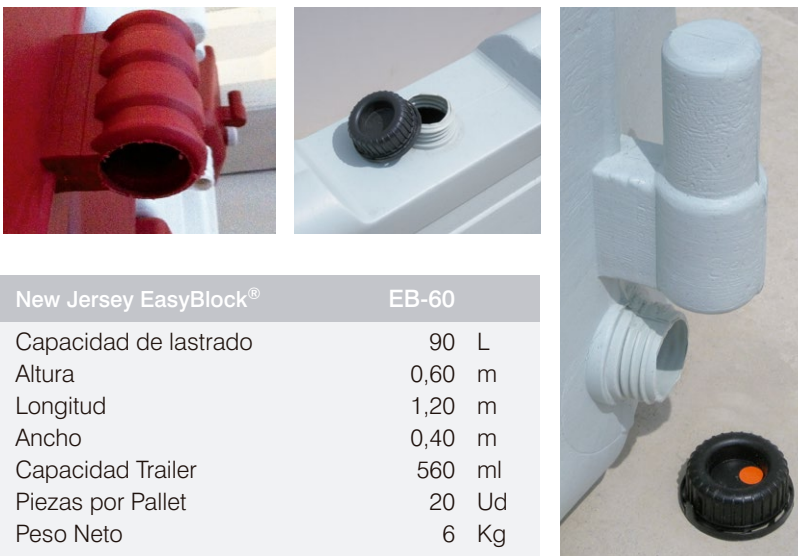 New Jersey EasyBlock® EB-60
Capacidad de lastrado 90 L
Altura 0,60 m
Longitud 1,20 m
Ancho 0,40 m
Capacidad Trailer 560 ml
Piezas por Pallet 20 Ud
Peso Neto 6 Kg